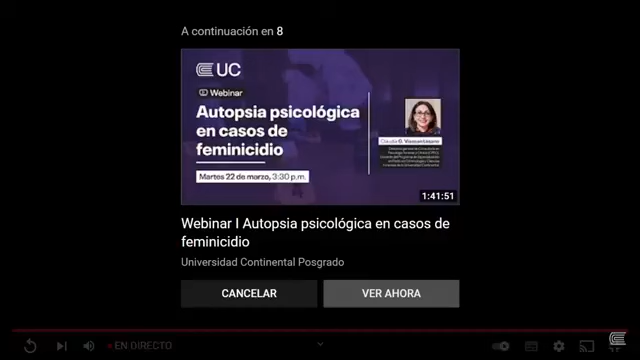 A continuación en 8
UC
Webinar
Autopsia psicológica
en casos de
feminicidio
Martes 22 de marzo, 3:30 p.m.
1:41:51
Webinar I Autopsia psicológica en casos de
feminicidio
Universidad Continental Posgrado
CANCELAR
VER AHORA
EN DIRECTO